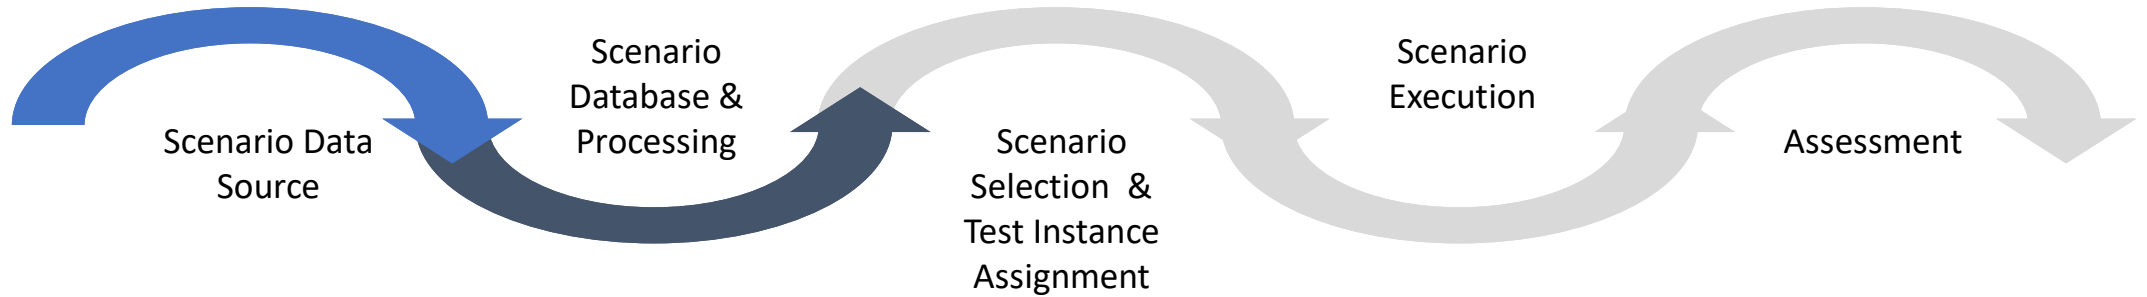 Scenario Data
Source
Scenario
Database &
Processing
Scenario
Selection  &
Test Instance
Assignment
Scenario
Execution
Assessment